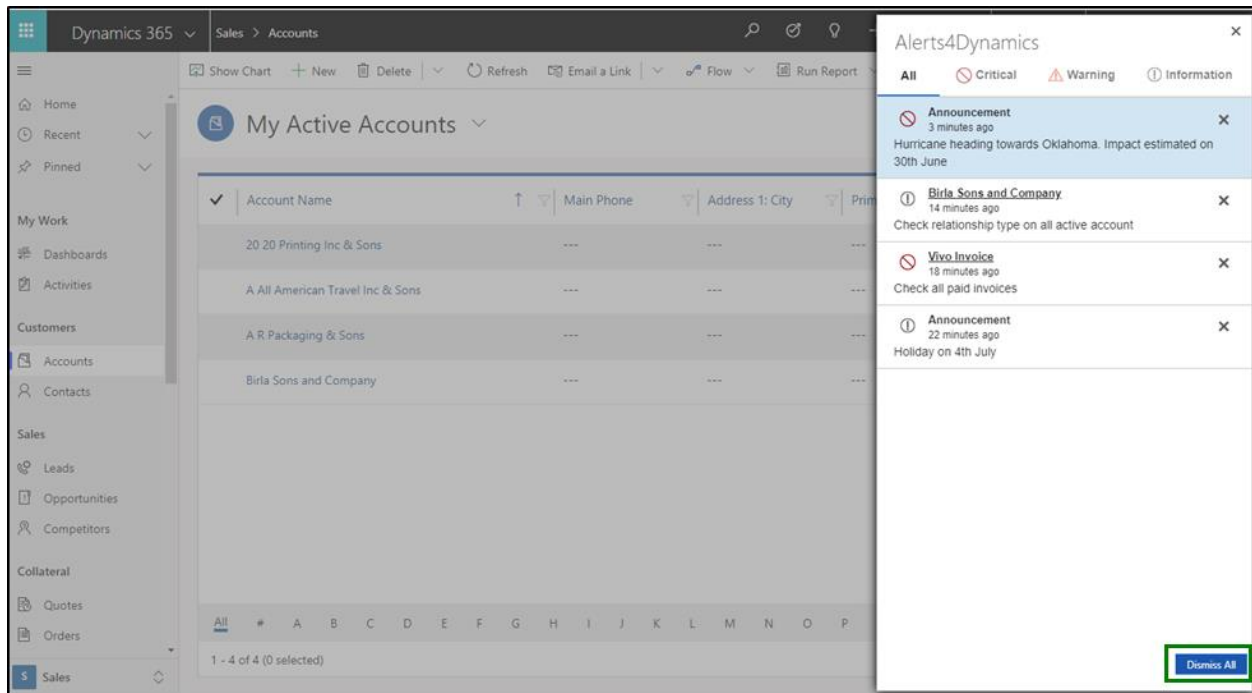 Dynamics 365
Sales > Accounts
Show Chart
New
Delete
Refresh
Email a Link
Flow
Run Report
Home
Recent
Pinned
My Work
Dashboards
Activities
Customers
Accounts
Contacts
Sales
Leads
Opportunities
Competitors
Collateral
Quotes
Orders
S Sales
My Active Accounts
Account Name
Main Phone
Address 1: City
Prim
20 20 Printing Inc & Sons --- --- ---
A All American Travel Inc & Sons --- --- ---
A R Packaging & Sons --- --- ---
Birla Sons and Company --- --- ---
All # A B C D E F G H I J K L M N O P
1 - 4 of 4 (0 selected)
Alerts4Dynamics
All Critical Warning Information
Announcement
3 minutes ago
Hurricane heading towards Oklahoma. Impact estimated on
30th June
Birla Sons and Company
14 minutes ago
Check relationship type on all active account
Vivo Invoice
18 minutes ago
Check all paid invoices
Announcement
22 minutes ago
Holiday on 4th July
Dismiss All